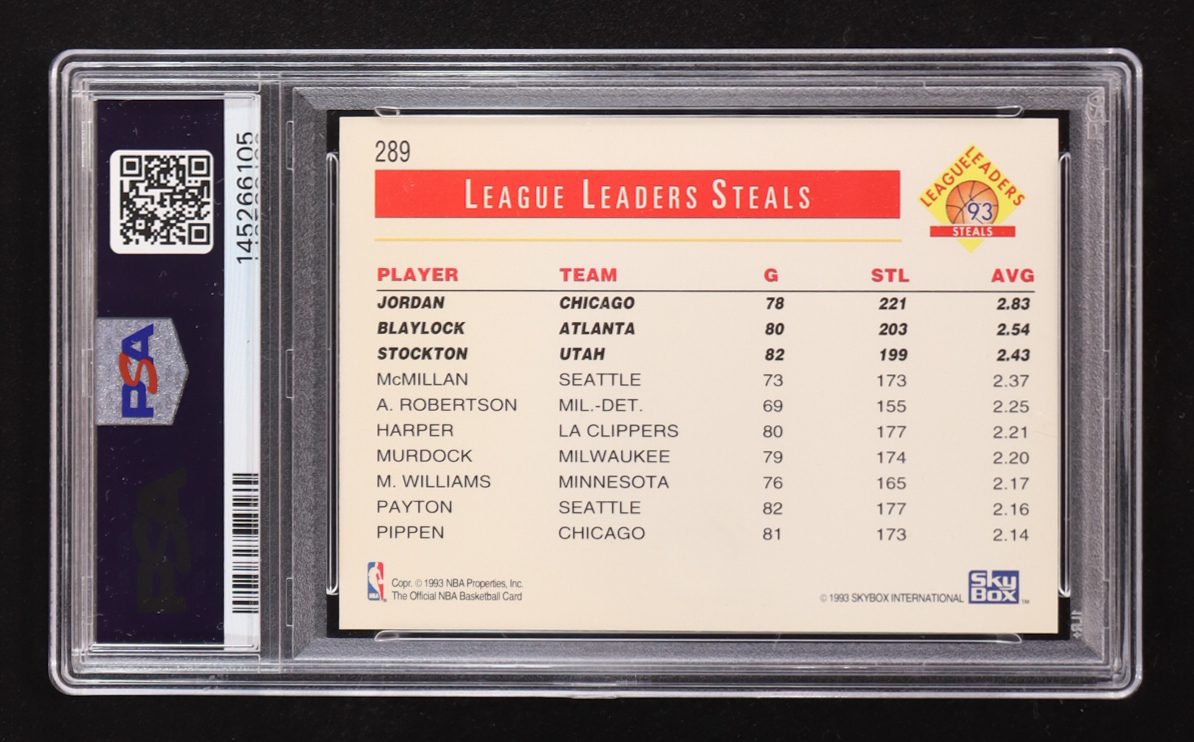 145266105
PSA
PSA
289
LEAGUE LEADERS STEALS
LEAGUE LEADERS
93
STEALS
PLAYER TEAM G STL AVG
JORDAN CHICAGO 78 221 2.83
BLAYLOCK ATLANTA 80 203 2.54
STOCKTON UTAH 82 199 2.43
McMILLAN SEATTLE 73 173 2.37
A. ROBERTSON MIL.-DET. 69 155 2.25
HARPER LA CLIPPERS 80 177 2.21
MURDOCK MILWAUKEE 79 174 2.20
M. WILLIAMS MINNESOTA 76 165 2.17
PAYTON SEATTLE 82 177 2.16
PIPPEN CHICAGO 81 173 2.14
NBA
Copr. © 1993 NBA Properties, Inc.
The Official NBA Basketball Card
© 1993 SKYBOX INTERNATIONAL
Sky Box ™